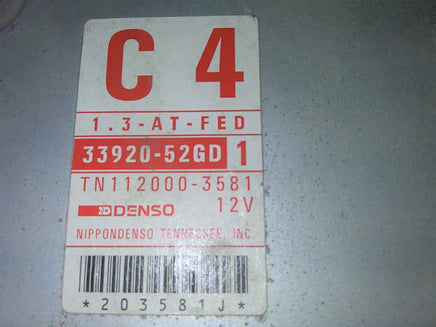 C 4
1.3-AT-FED
33920-52GD 1
TN112000-3581
DENSO 12V
NIPPONDENSO TENNESSEE, INC.
*203581J*